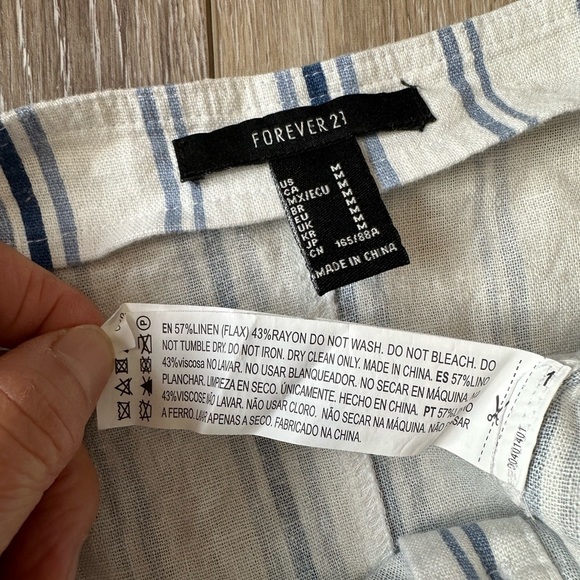 FOREVER 21
US M
CA M
MX/ECU M
BR M
EU M
UK M
KR M
JP M
CN 165/88A
MADE IN CHINA
EN 57%LINEN (FLAX) 43%RAYON DO NOT WASH. DO NOT BLEACH. DO
NOT TUMBLE DRY. DO NOT IRON. DRY CLEAN ONLY. MADE IN CHINA. ES 57%LINO
43%viscosa NO LAVAR. NO USAR BLANQUEADOR. NO SECAR EN MAQUINA. NO
PLANCHAR. LIMPIEZA EN SECO. ÚNICAMENTE. HECHO EN CHINA. PT 57%LINHO
43%VISCOSE NÃO LAVAR. NÃO USAR CLORO. NÃO SECAR NA MÁQUINA. NÃO PASSAR
A FERRO. LAVAR APENAS A SECO. FABRICADO NA CHINA.
P
1